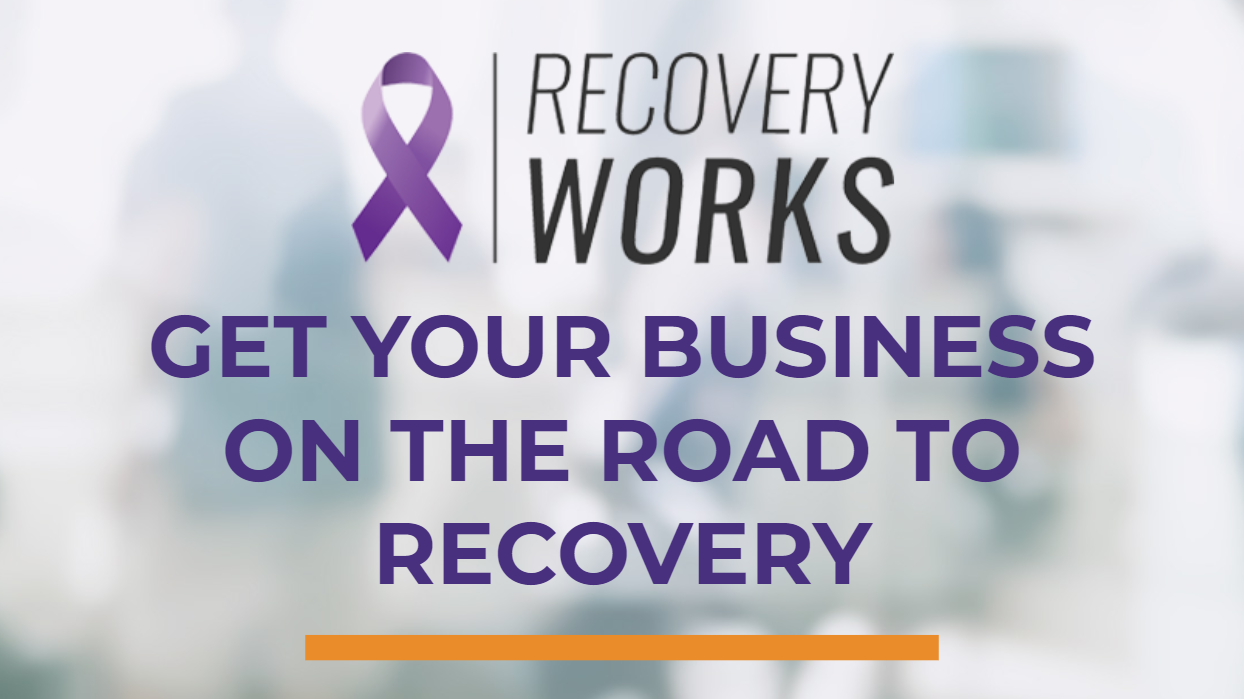 RECOVERY
WORKS
GET YOUR BUSINESS
ON THE ROAD TO
RECOVERY